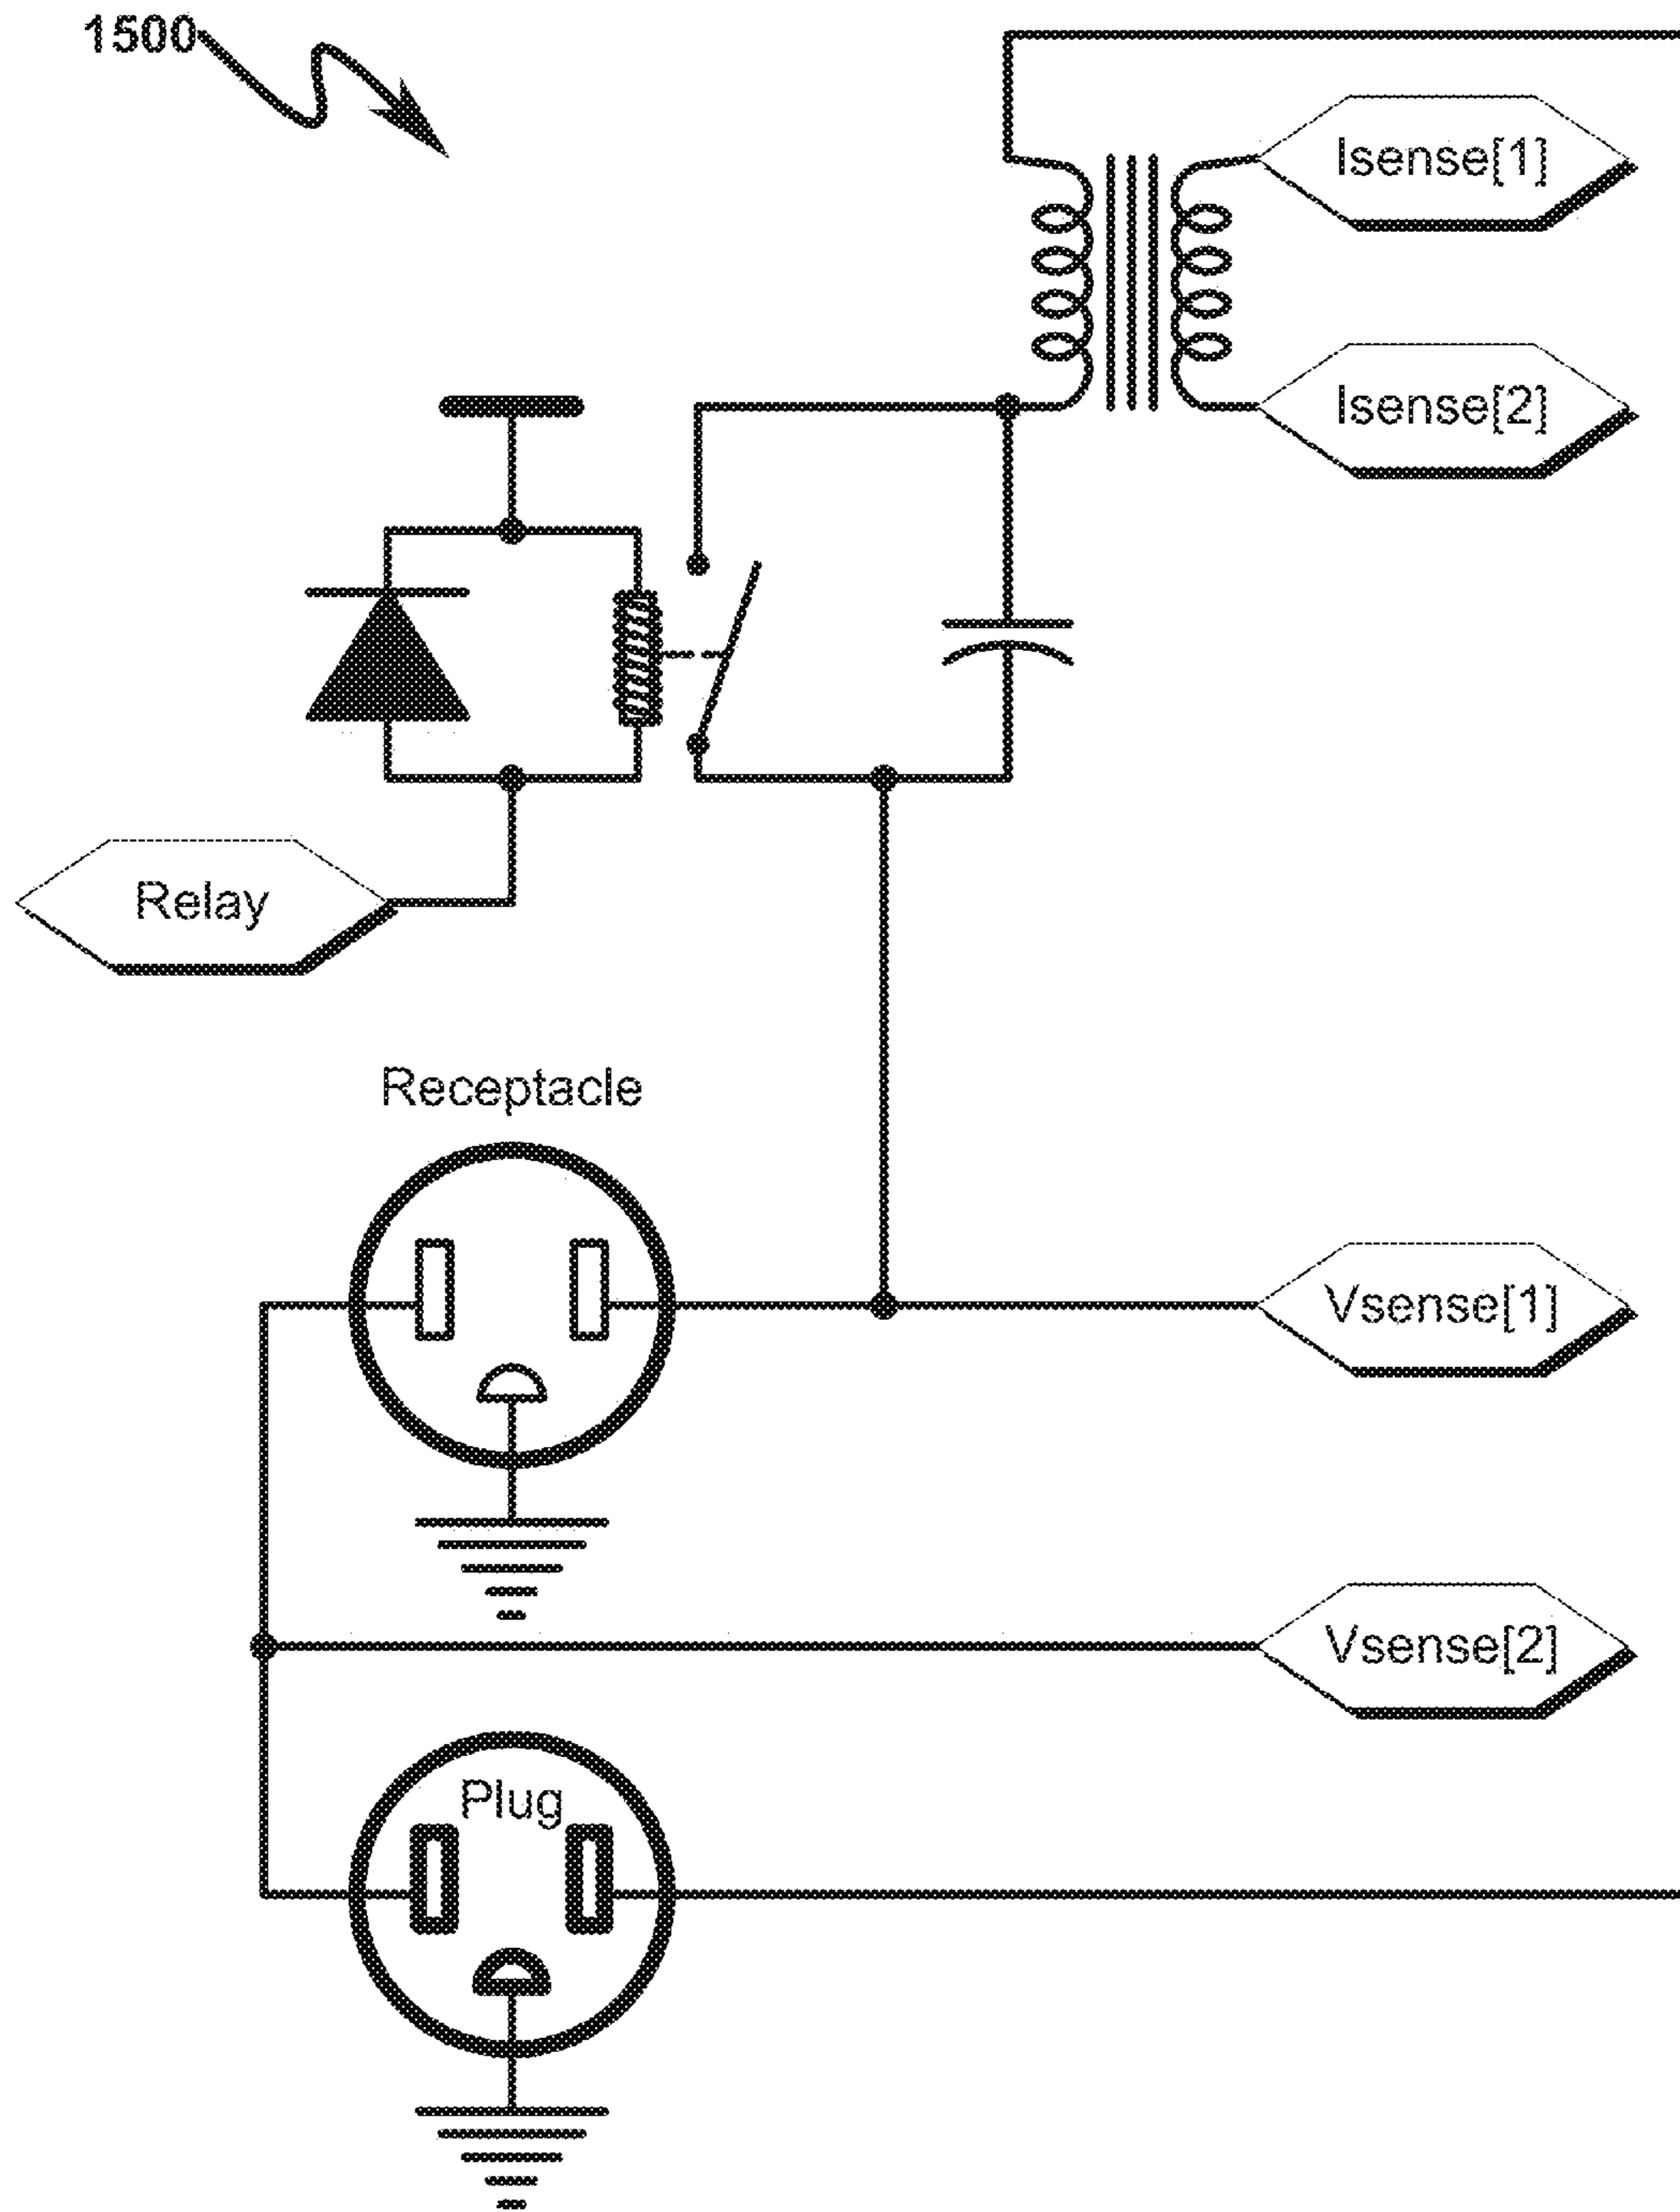 1500
Isense[1]
Isense[2]
Relay
Receptacle
Vsense[1]
Vsense[2]
Plug